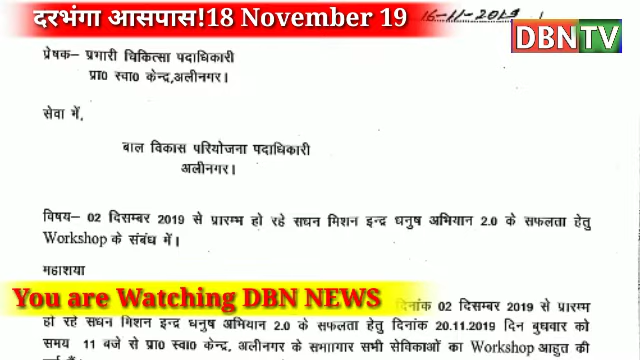 दरभंगा आसपास!18 November 19
16-11-2019
DBNTV
प्रेषक- प्रभारी चिकित्सा पदाधिकारी
प्रा0 स्वा0 केन्द्र,अलीनगर।
सेवा में,
बाल विकास परियोजना पदाधिकारी
अलीनगर।
विषय- 02 दिसम्बर 2019 से प्रारम्भ हो रहे सघन मिशन इन्द्र धनुष अभियान 2.0 के सफलता हेतु
Workshop के संबंध में।
महाशया
You are Watching DBN NEWS
दिनांक 02 दिसम्बर 2019 से प्रारम्भ
हो रहे सघन मिशन इन्द्र धनुष अभियान 2.0 के सफलता हेतु दिनांक 20.11.2019 दिन बुधवार को
समय 11 बजे से प्रा0 स्वा0 केन्द्र, अलीनगर के सभागार सभी सेविकाओं का Workshop आहुत की